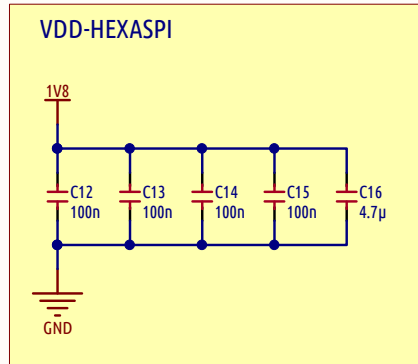 VDD-HEXASPI
1V8
C12 C13 C14 C15 C16
100n 100n 100n 100n 4.7µ
GND